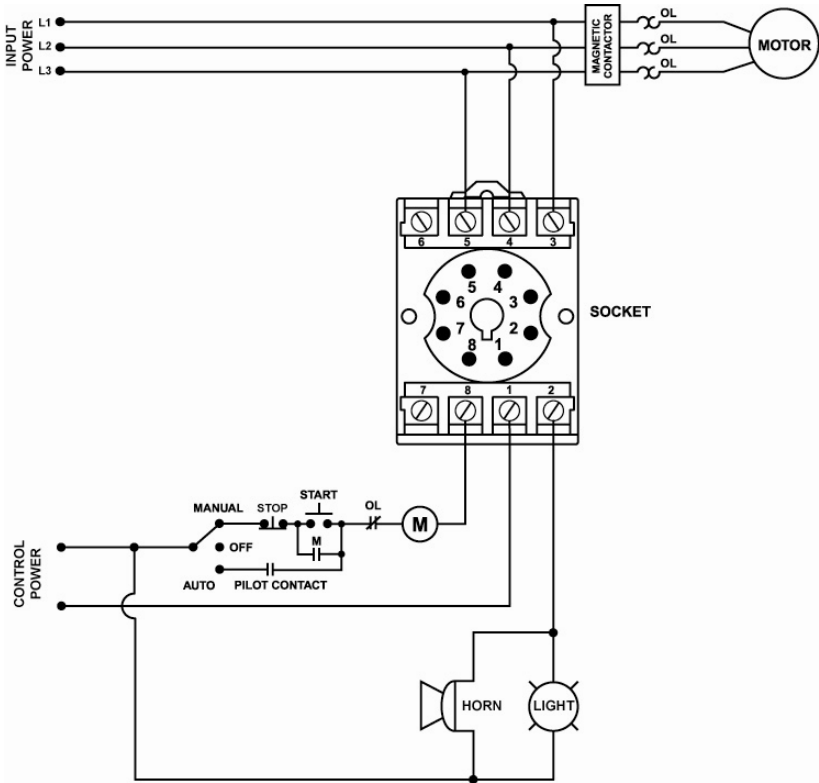 INPUT
POWER
L1
L2
L3
MAGNETIC
CONTACTOR
OL
OL
OL
MOTOR
6 5 4 3
5 4
6 3
7 2
8 1
SOCKET
7 8 1 2
MANUAL STOP START OL
M
M
OFF
AUTO PILOT CONTACT
CONTROL
POWER
HORN
LIGHT